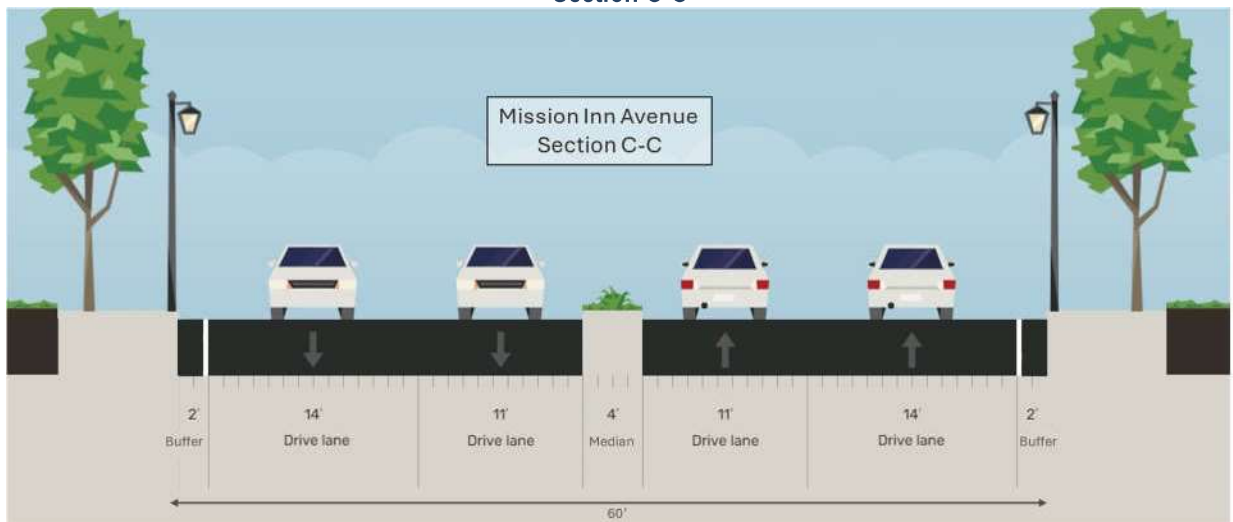 Mission Inn Avenue
Section C-C
2' 14' 11' 4' 11' 14' 2'
Buffer Drive lane Drive lane Median Drive lane Drive lane Buffer
60'